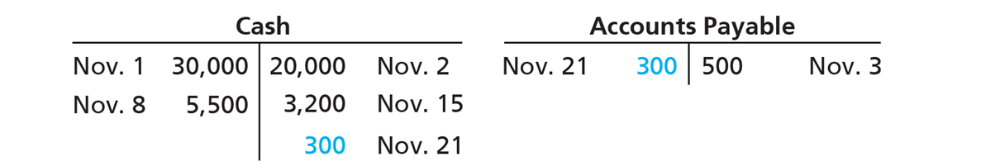 Cash Accounts Payable
Nov. 1 30,000 20,000 Nov. 2 Nov. 21 300 500 Nov. 3
Nov. 8 5,500 3,200 Nov. 15
300 Nov. 21